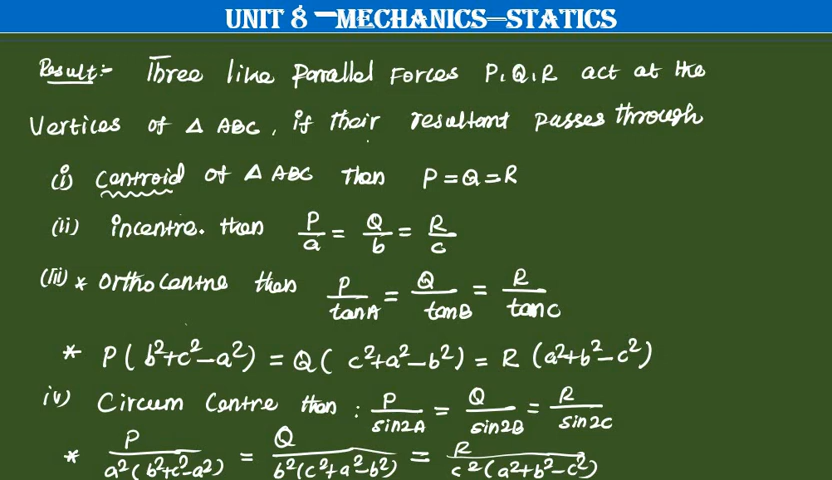 UNIT 8 – MECHANICS – STATICS
Result:- Three like Parallel Forces P, Q, R act at the
Vertices of Δ ABC, if their resultant passes through
(i) Centroid of Δ ABC then P = Q = R
(ii) incentre. then P/a = Q/b = R/c
(iii) * Orthocentre then P/tanA = Q/tanB = R/tanC
* P(b²+c²-a²) = Q(c²+a²-b²) = R(a²+b²-c²)
iv) Circum Centre then : P/sin2A = Q/sin2B = R/sin2C
* P/a²(b²+c²-a²) = Q/b²(c²+a²-b²) = R/c²(a²+b²-c²)